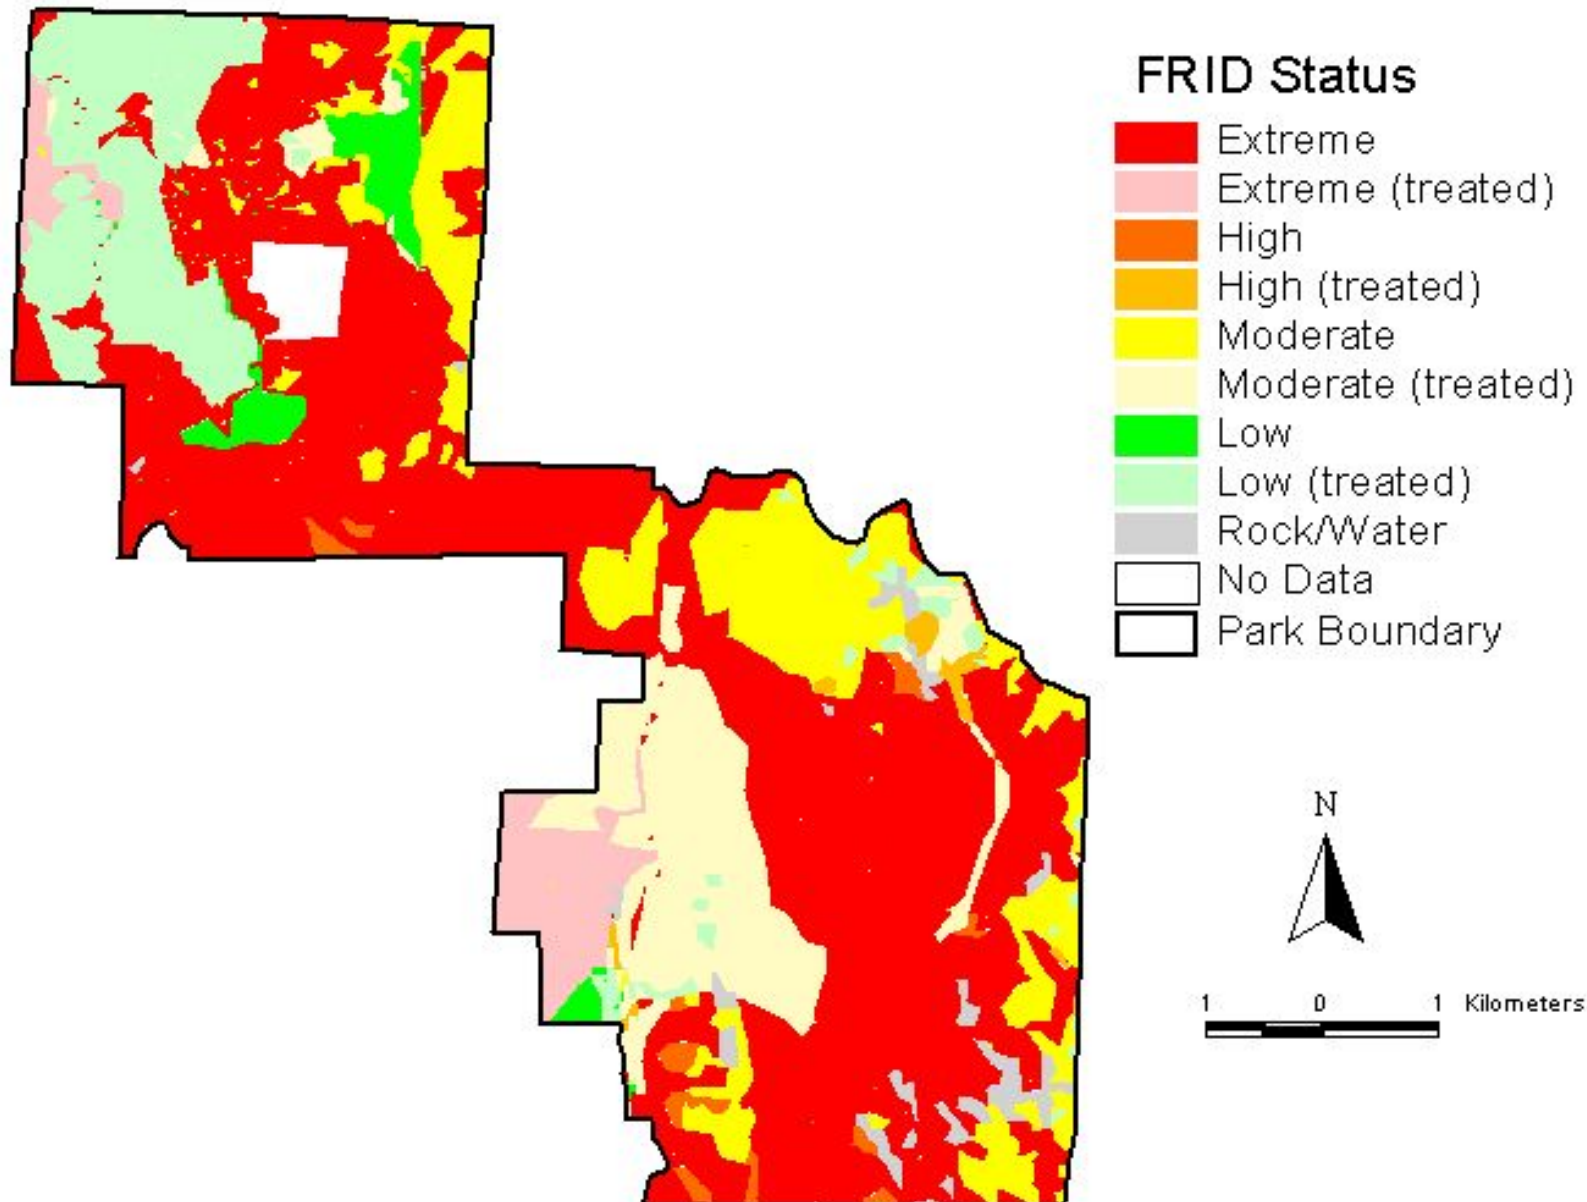 FRID Status
Extreme
Extreme (treated)
High
High (treated)
Moderate
Moderate (treated)
Low
Low (treated)
Rock/Water
No Data
Park Boundary
N
1 0 1 Kilometers